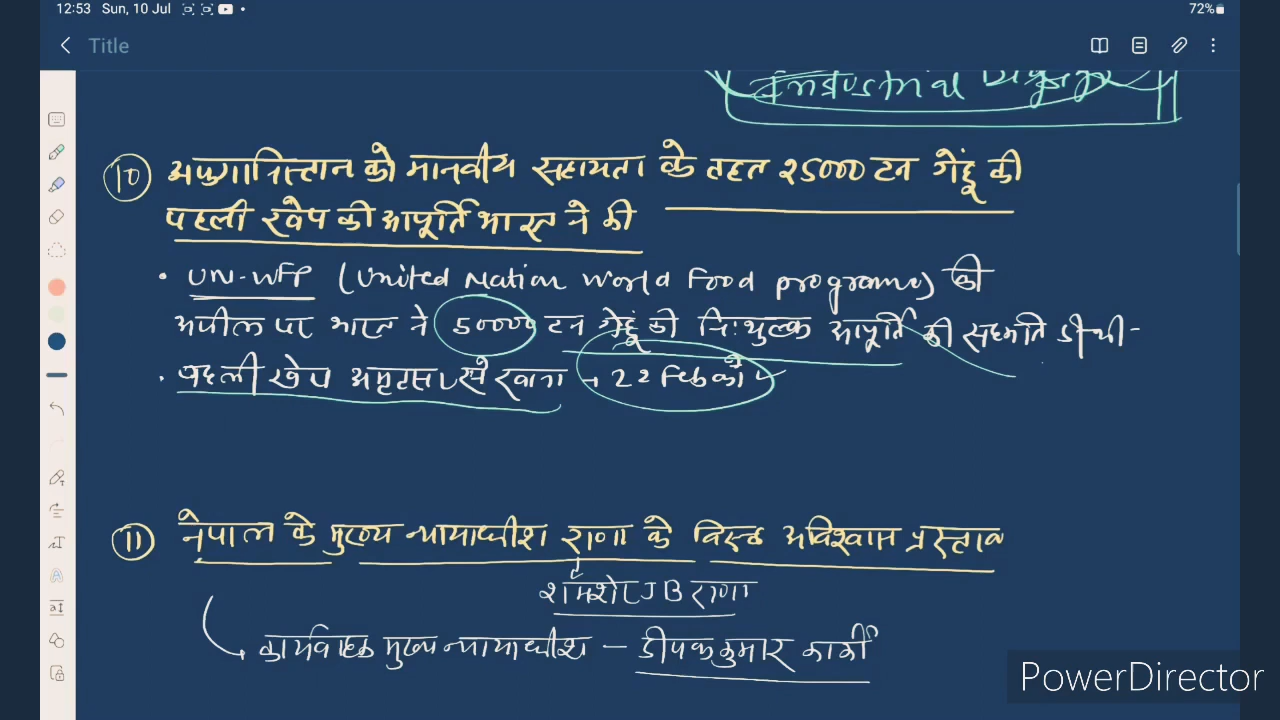 12:53 Sun, 10 Jul
72%
Title
Industrial
10 अफगानिस्तान को मानवीय सहायता के तहत 25000 टन गेहूं की
पहली खेप की आपूर्ति भारत ने की
• UN-WFP (United Nation World Food programe) की
अपील पर भारत ने 50000 टन गेहूं की निःशुल्क आपूर्ति की सहमति दी थी-
• पहली खेप अमृतसर से रवाना - 22 Feb को
11 नेपाल के मुख्य न्यायाधीश राणा के विरूद्ध अविश्वास प्रस्ताव
शमशेर JB राणा
कार्यवाहक मुख्य न्यायाधीश – दीपक कुमार कार्की
PowerDirector